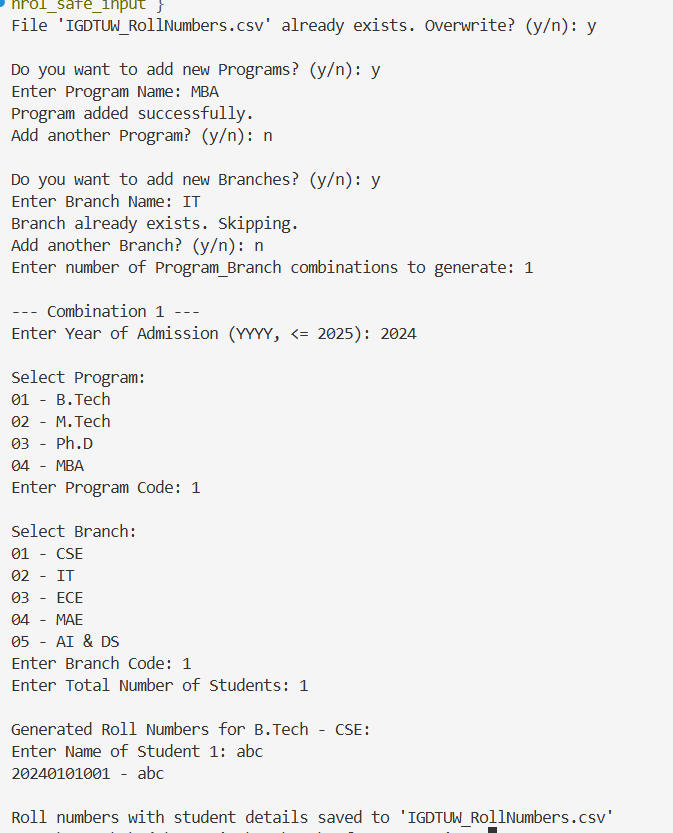 nrol_safe_input }
File 'IGDTUW_RollNumbers.csv' already exists. Overwrite? (y/n): y
Do you want to add new Programs? (y/n): y
Enter Program Name: MBA
Program added successfully.
Add another Program? (y/n): n
Do you want to add new Branches? (y/n): y
Enter Branch Name: IT
Branch already exists. Skipping.
Add another Branch? (y/n): n
Enter number of Program_Branch combinations to generate: 1
--- Combination 1 ---
Enter Year of Admission (YYYY, <= 2025): 2024
Select Program:
01 - B.Tech
02 - M.Tech
03 - Ph.D
04 - MBA
Enter Program Code: 1
Select Branch:
01 - CSE
02 - IT
03 - ECE
04 - MAE
05 - AI & DS
Enter Branch Code: 1
Enter Total Number of Students: 1
Generated Roll Numbers for B.Tech - CSE:
Enter Name of Student 1: abc
20240101001 - abc
Roll numbers with student details saved to 'IGDTUW_RollNumbers.csv'